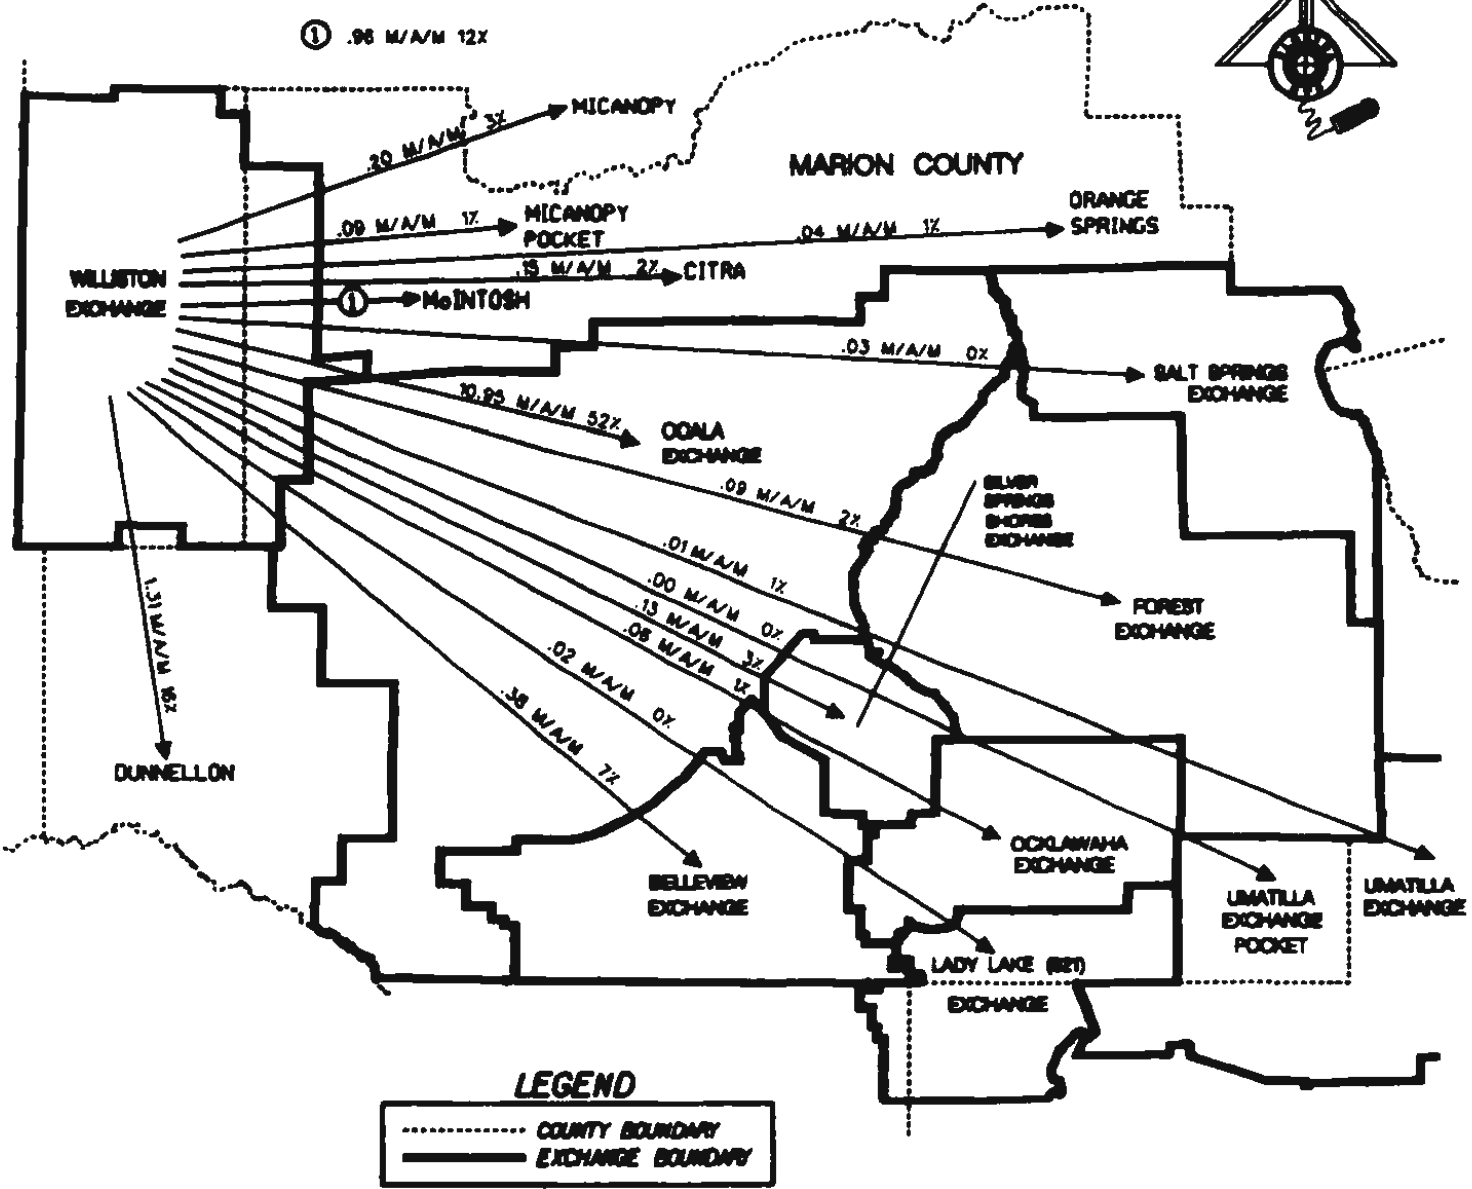 ① .96 M/A/M 12%
MICANOPY
.20 M/A/M 3%
MARION COUNTY
MICANOPY
POCKET
.09 M/A/M 1%
ORANGE
SPRINGS
.04 M/A/M 1%
WILLISTON
EXCHANGE
.15 M/A/M 2%
CITRA
①
McINTOSH
.03 M/A/M 0%
SALT SPRINGS
EXCHANGE
10.95 M/A/M 52%
OCALA
EXCHANGE
.09 M/A/M 2%
SILVER
SPRINGS
SHORES
EXCHANGE
.01 M/A/M 1%
.00 M/A/M 0%
.13 M/A/M 3%
.06 M/A/M 1%
.02 M/A/M 0%
.38 M/A/M 7%
1.31 M/A/M 16%
FOREST
EXCHANGE
DUNNELLON
OCKLAWAHA
EXCHANGE
BELLEVIEW
EXCHANGE
UMATILLA
EXCHANGE
POCKET
UMATILLA
EXCHANGE
LADY LAKE (821)
EXCHANGE
LEGEND
COUNTY BOUNDARY
EXCHANGE BOUNDARY